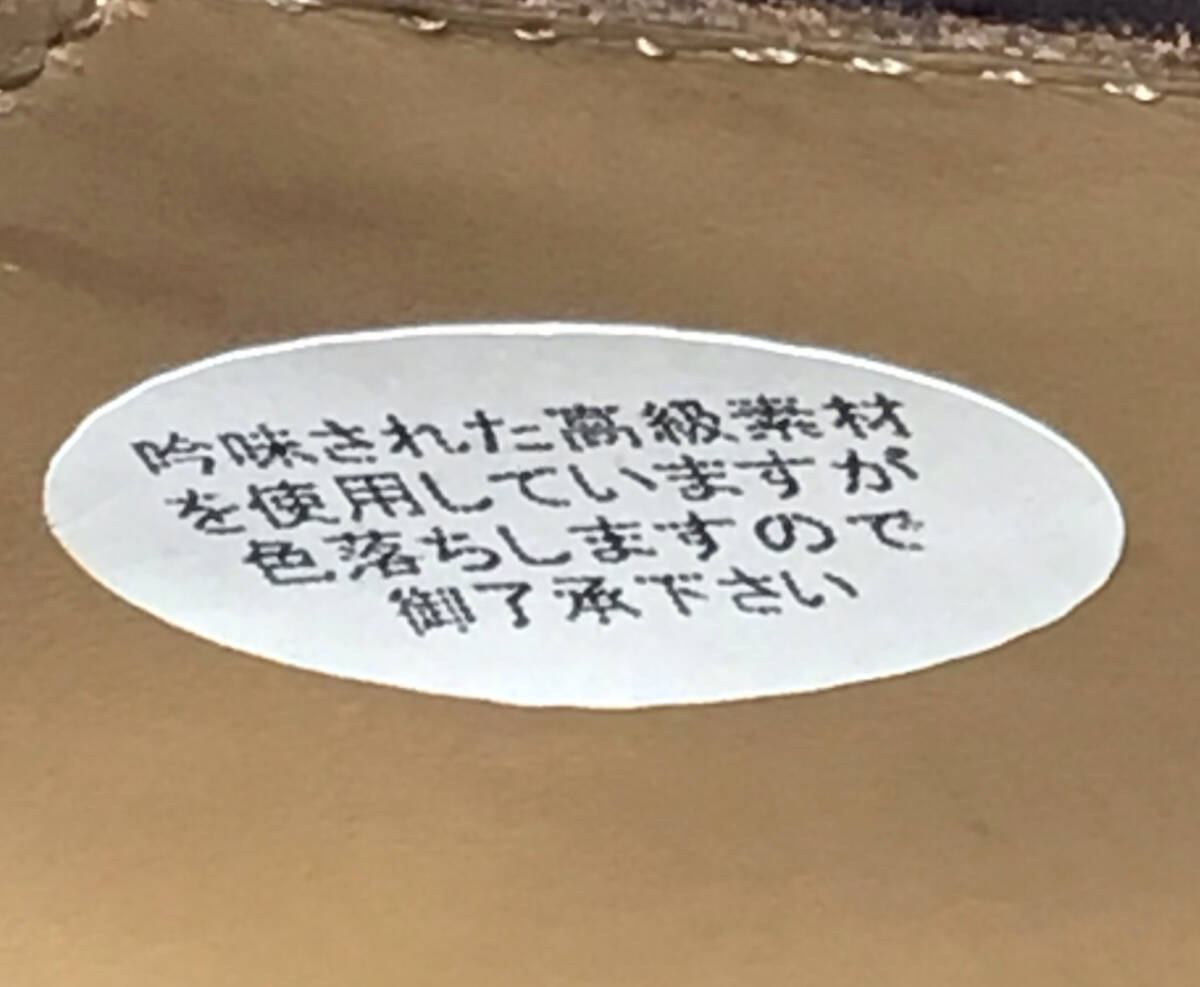 吟味された高級素材
を使用していますが
色落ちしますので
御了承下さい